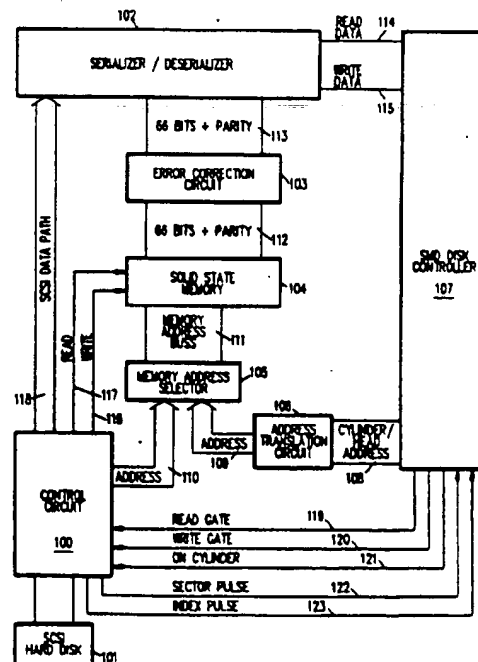 102
READ
DATA
114
SERIALIZER / DESERIALIZER
WRITE
DATA
115
66 BITS + PARITY
113
ERROR CORRECTION
CIRCUIT
103
66 BITS + PARITY
112
SCSI DATA PATH
SMD DISK
CONTROLLER
107
SOLID STATE
MEMORY
104
READ
WRITE
MEMORY
ADDRESS
BUSS
111
118
117
116
105
MEMORY ADDRESS
SELECTOR
106
ADDRESS
TRANSLATION
CIRCUIT
CYLINDER/
HEAD
ADDRESS
108
ADDRESS
109
ADDRESS
110
CONTROL
CIRCUIT
100
READ GATE
119
WRITE GATE
120
ON CYLINDER
121
SECTOR PULSE
122
INDEX PULSE
123
SCSI
HARD DISK
101